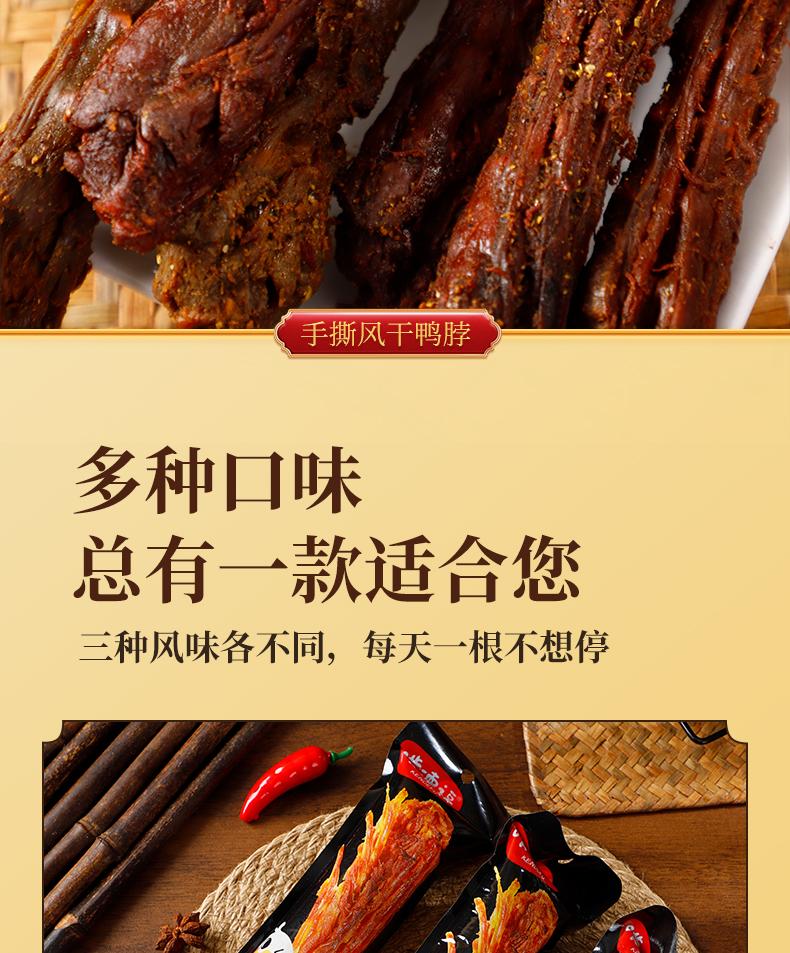 手撕风干鸭脖
多种口味
总有一款适合您
三种风味各不同，每天一根不想停